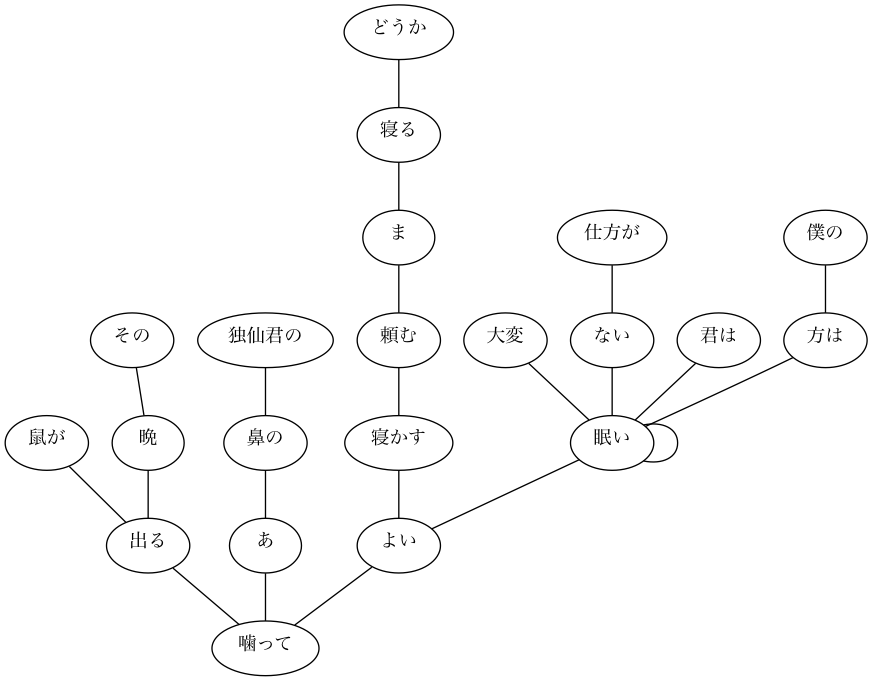 どうか
寝る
ま
仕方が
僕の
その
独仙君の
頼む
大変
ない
君は
方は
鼠が
晩
鼻の
寝かす
眠い
出る
あ
よい
噛って